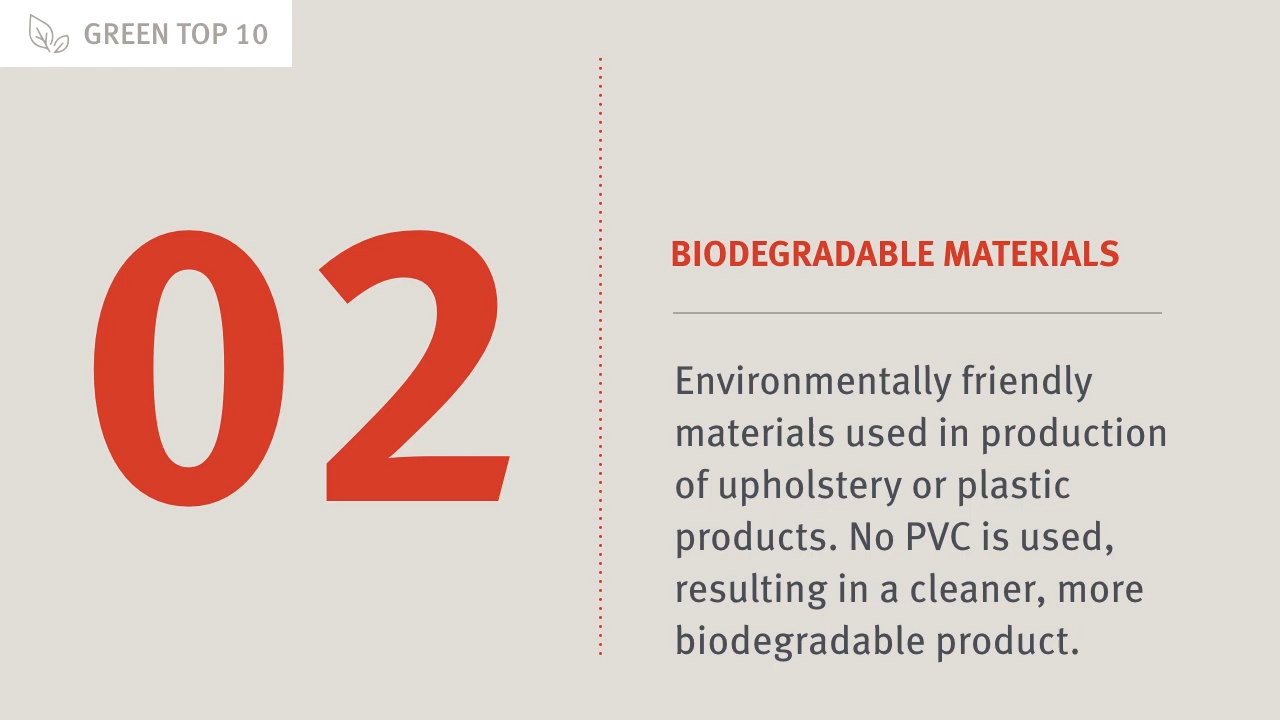 GREEN TOP 10
02
BIODEGRADABLE MATERIALS
Environmentally friendly
materials used in production
of upholstery or plastic
products. No PVC is used,
resulting in a cleaner, more
biodegradable product.